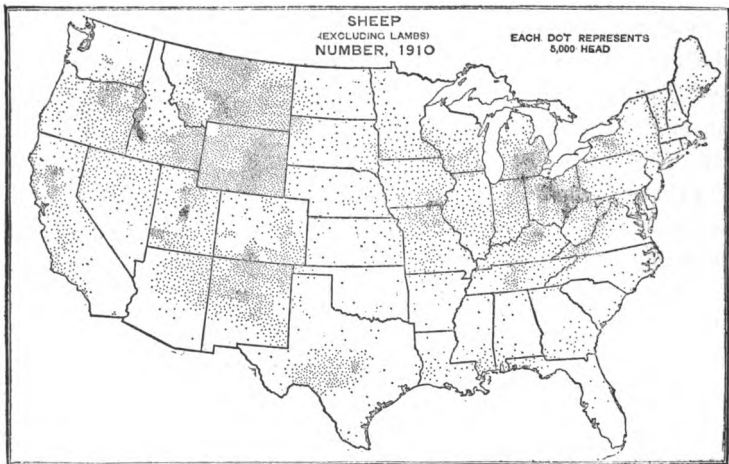 SHEEP
(EXCLUDING LAMBS)
NUMBER, 1910
EACH DOT REPRESENTS
5,000 HEAD